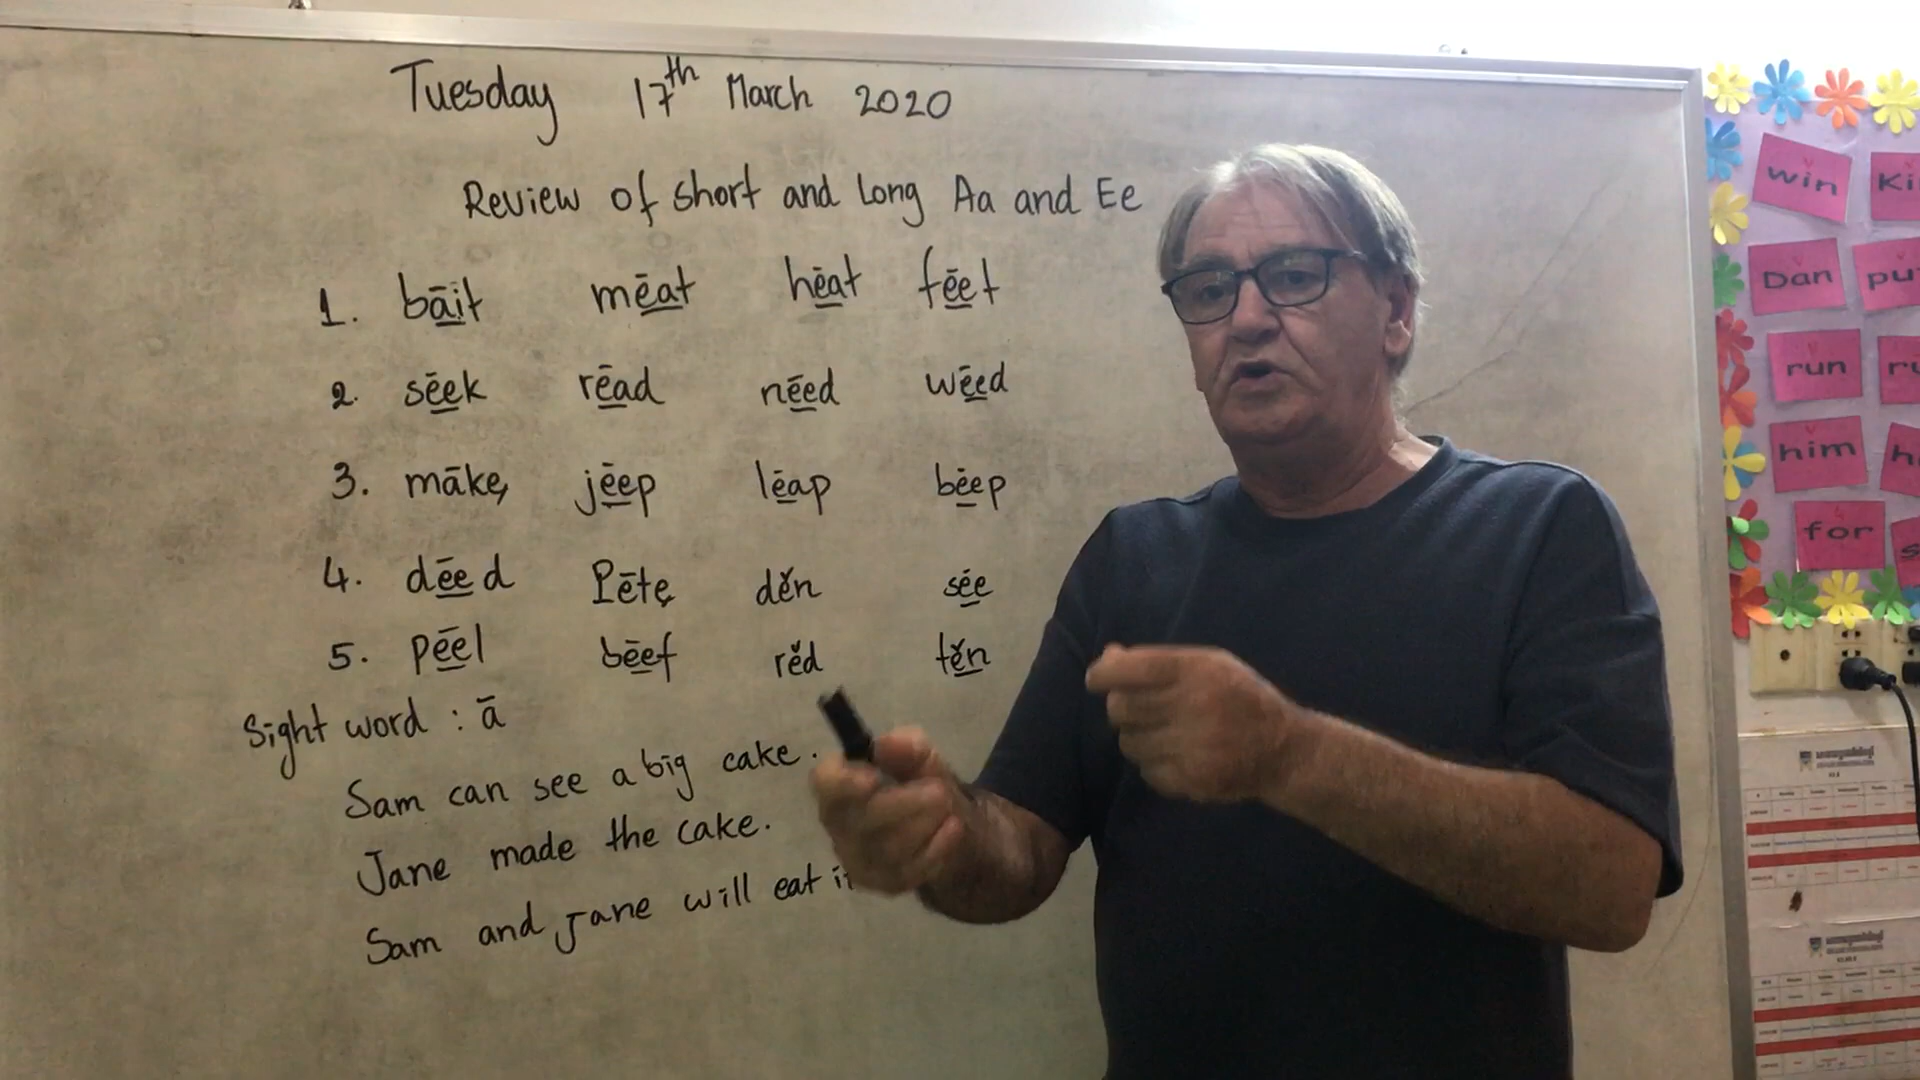 Tuesday 17th March 2020
Review of short and long Aa and Ee
1. bāit mēat hēat fēet
2. sēek rēad nēed wēed
3. māke, jēep lēap bēep
4. dēed Pēte děn sēe
5. pēel bēef rěd těn
Sight word : ā
Sam can see a big cake.
Jane made the cake.
Sam and Jane will eat
win
Dan
run
him
for